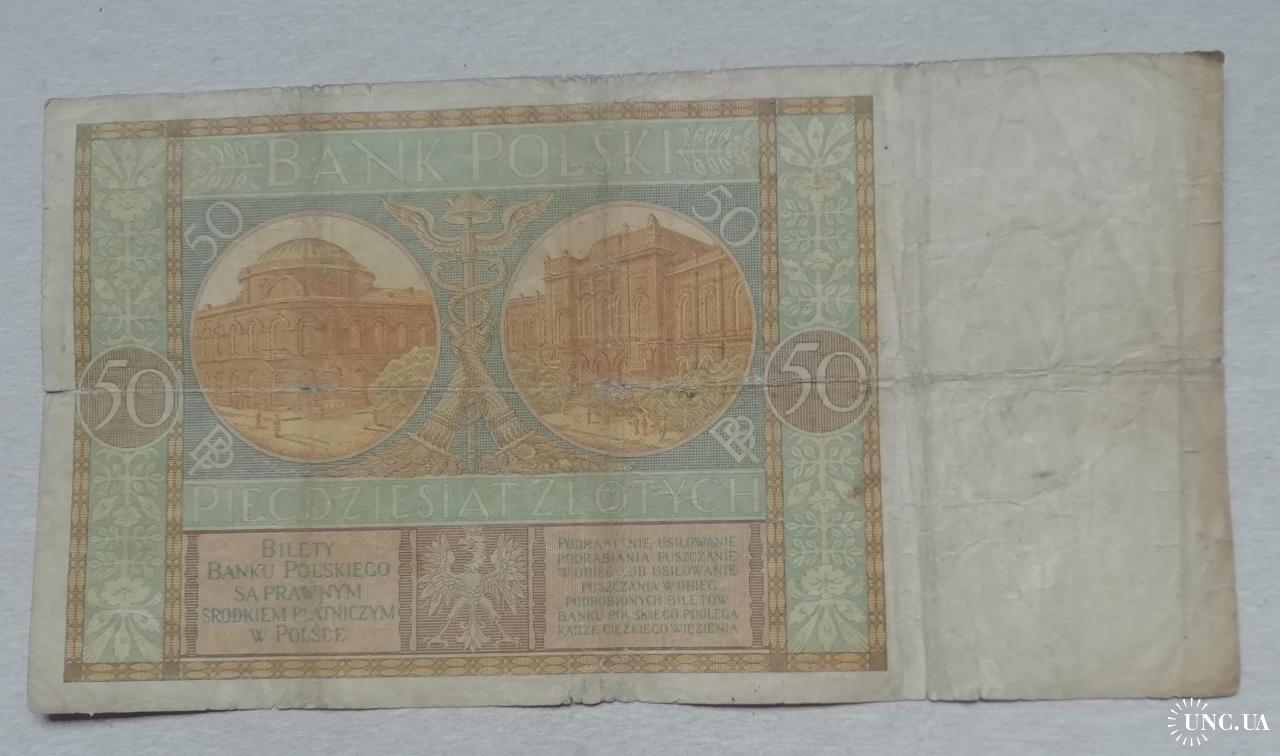 BANK POLSKI
50 50
50 50
PIĘĆDZIESIĄT ZŁOTYCH
BILETY
BANKU POLSKIEGO
SĄ PRAWNYM
ŚRODKIEM PŁATNICZYM
W POLSCE
PODRABIANIE, USIŁOWANIE
PODRABIANIA, PUSZCZANIE
W OBIEG LUB USIŁOWANIE
PUSZCZANIA W OBIEG
PODROBIONYCH BILETÓW
BANKU POLSKIEGO PODLEGA
KARZE CIĘŻKIEGO WIĘZIENIA
UNC.UA